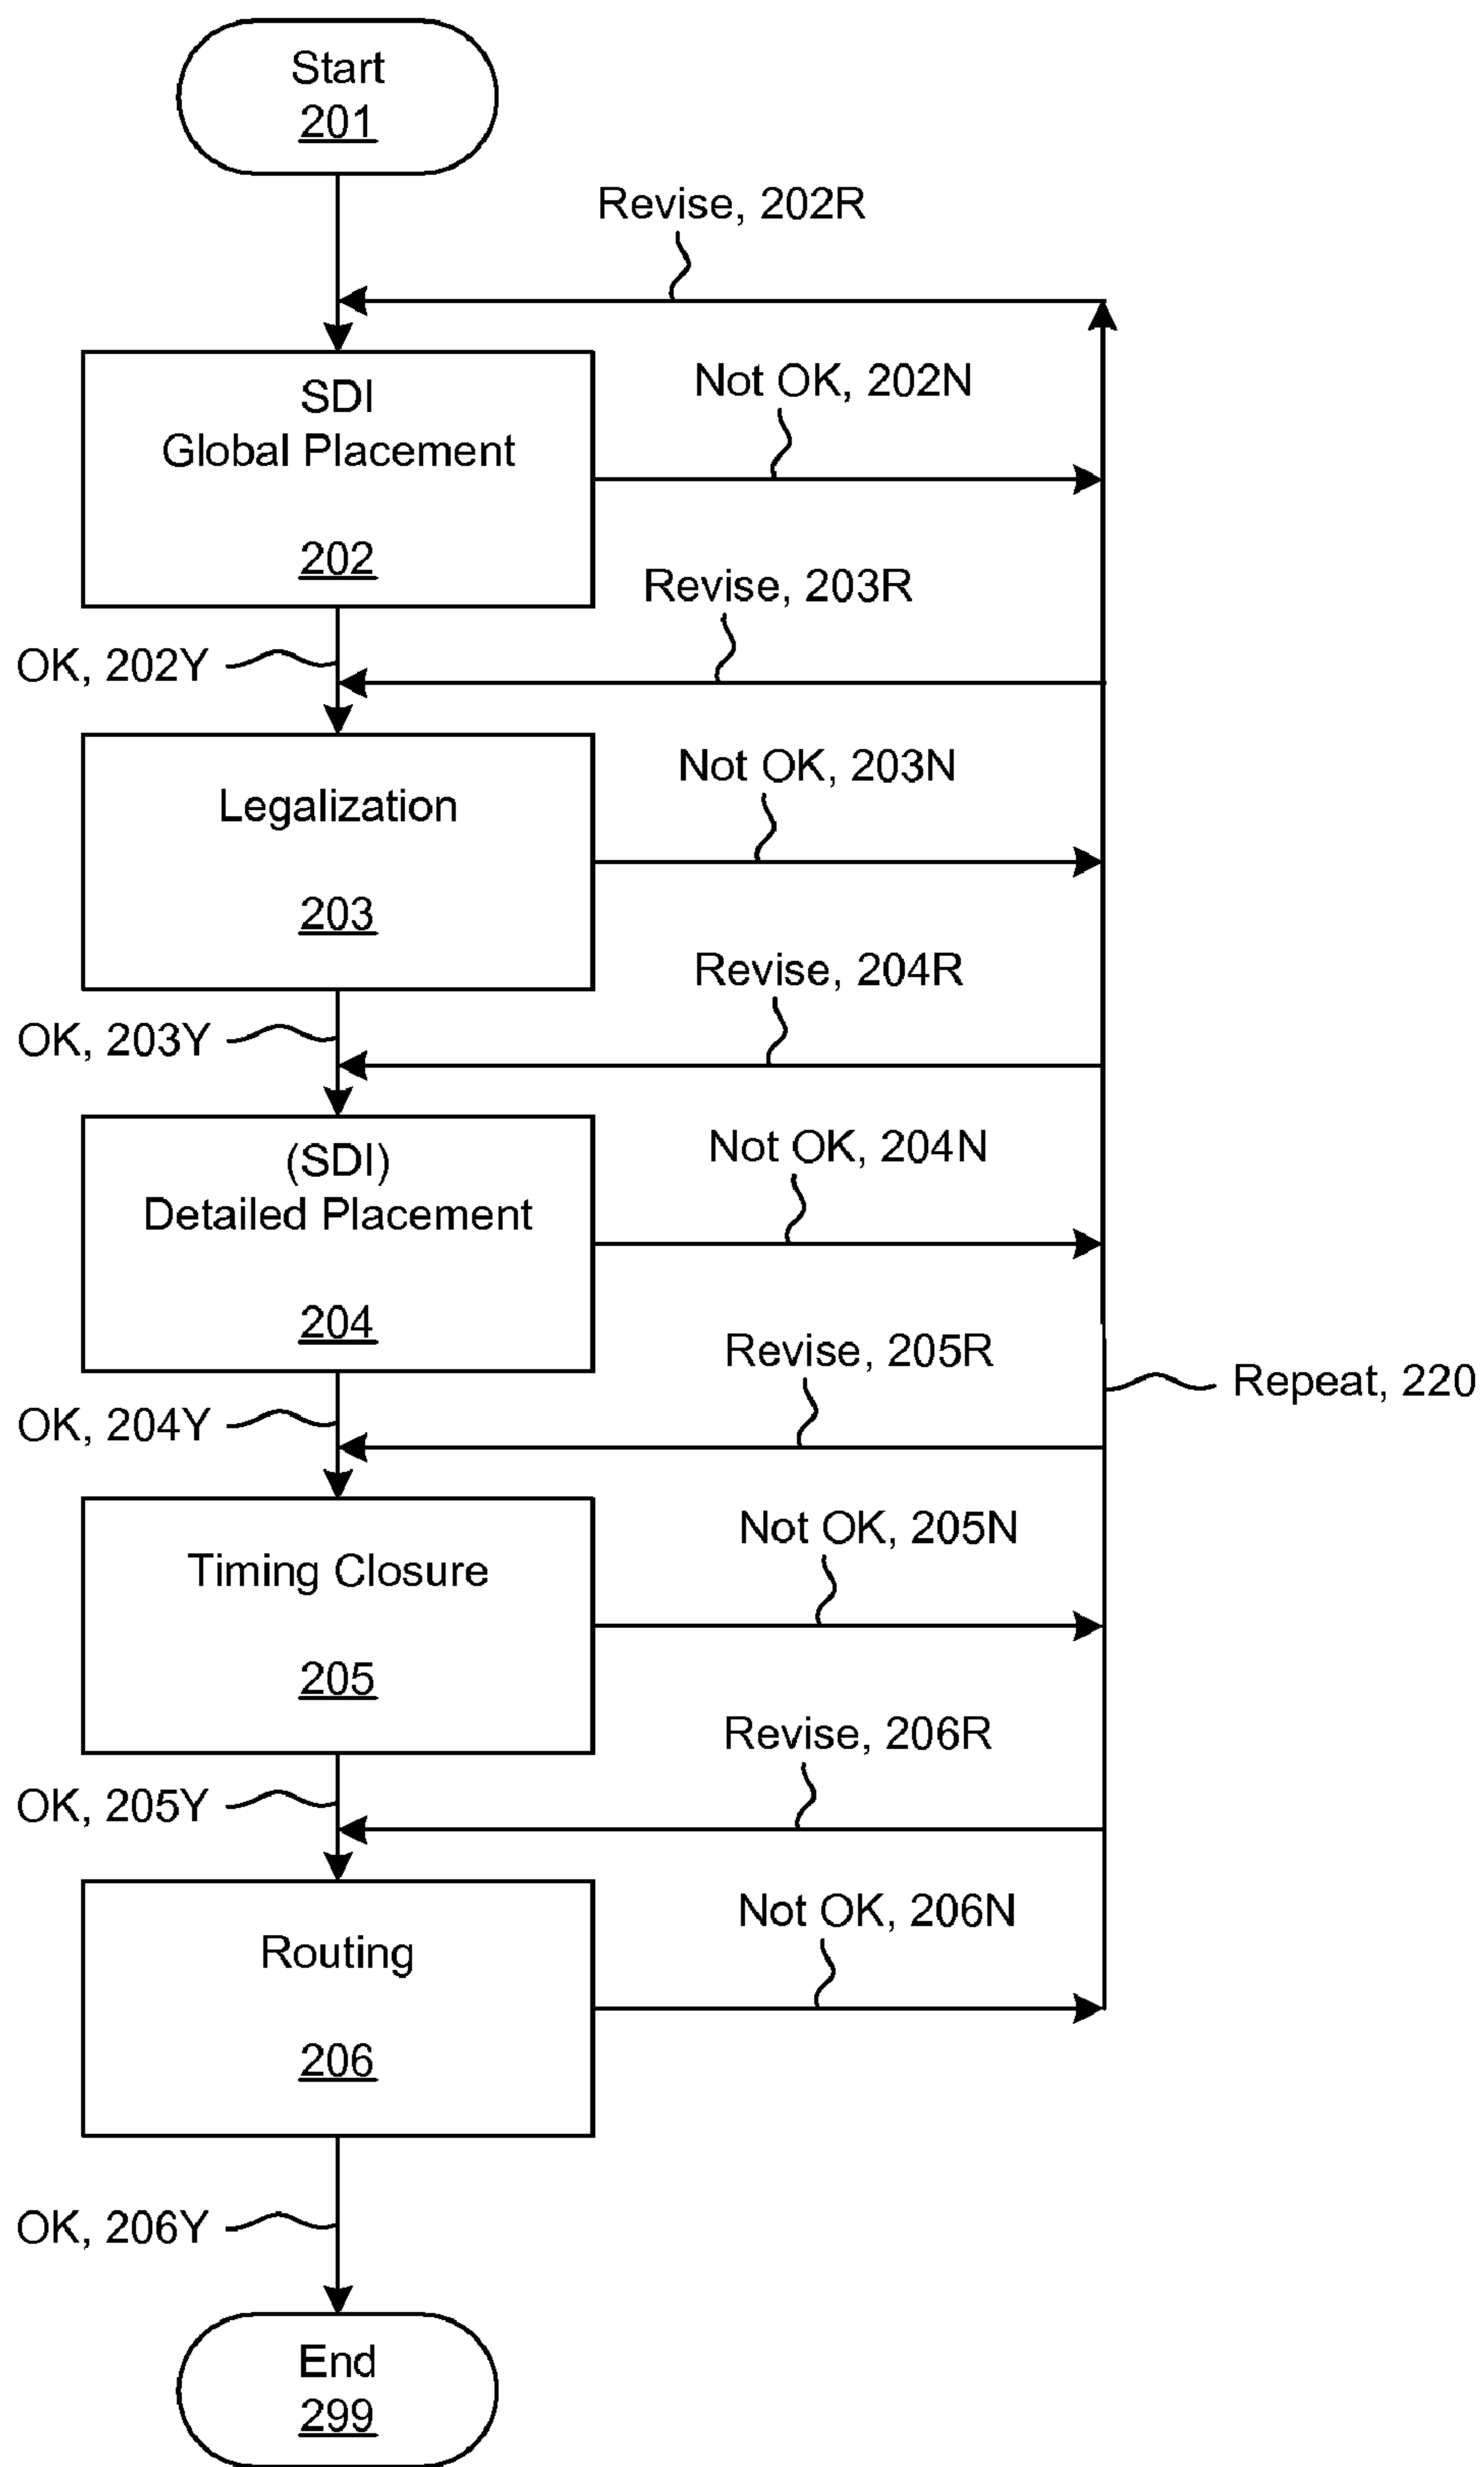 Start
201
Revise, 202R
SDI
Global Placement
202
Not OK, 202N
Revise, 203R
OK, 202Y
Legalization
203
Not OK, 203N
Revise, 204R
OK, 203Y
(SDI)
Detailed Placement
204
Not OK, 204N
Revise, 205R
Repeat, 220
OK, 204Y
Timing Closure
205
Not OK, 205N
Revise, 206R
OK, 205Y
Routing
206
Not OK, 206N
OK, 206Y
End
299